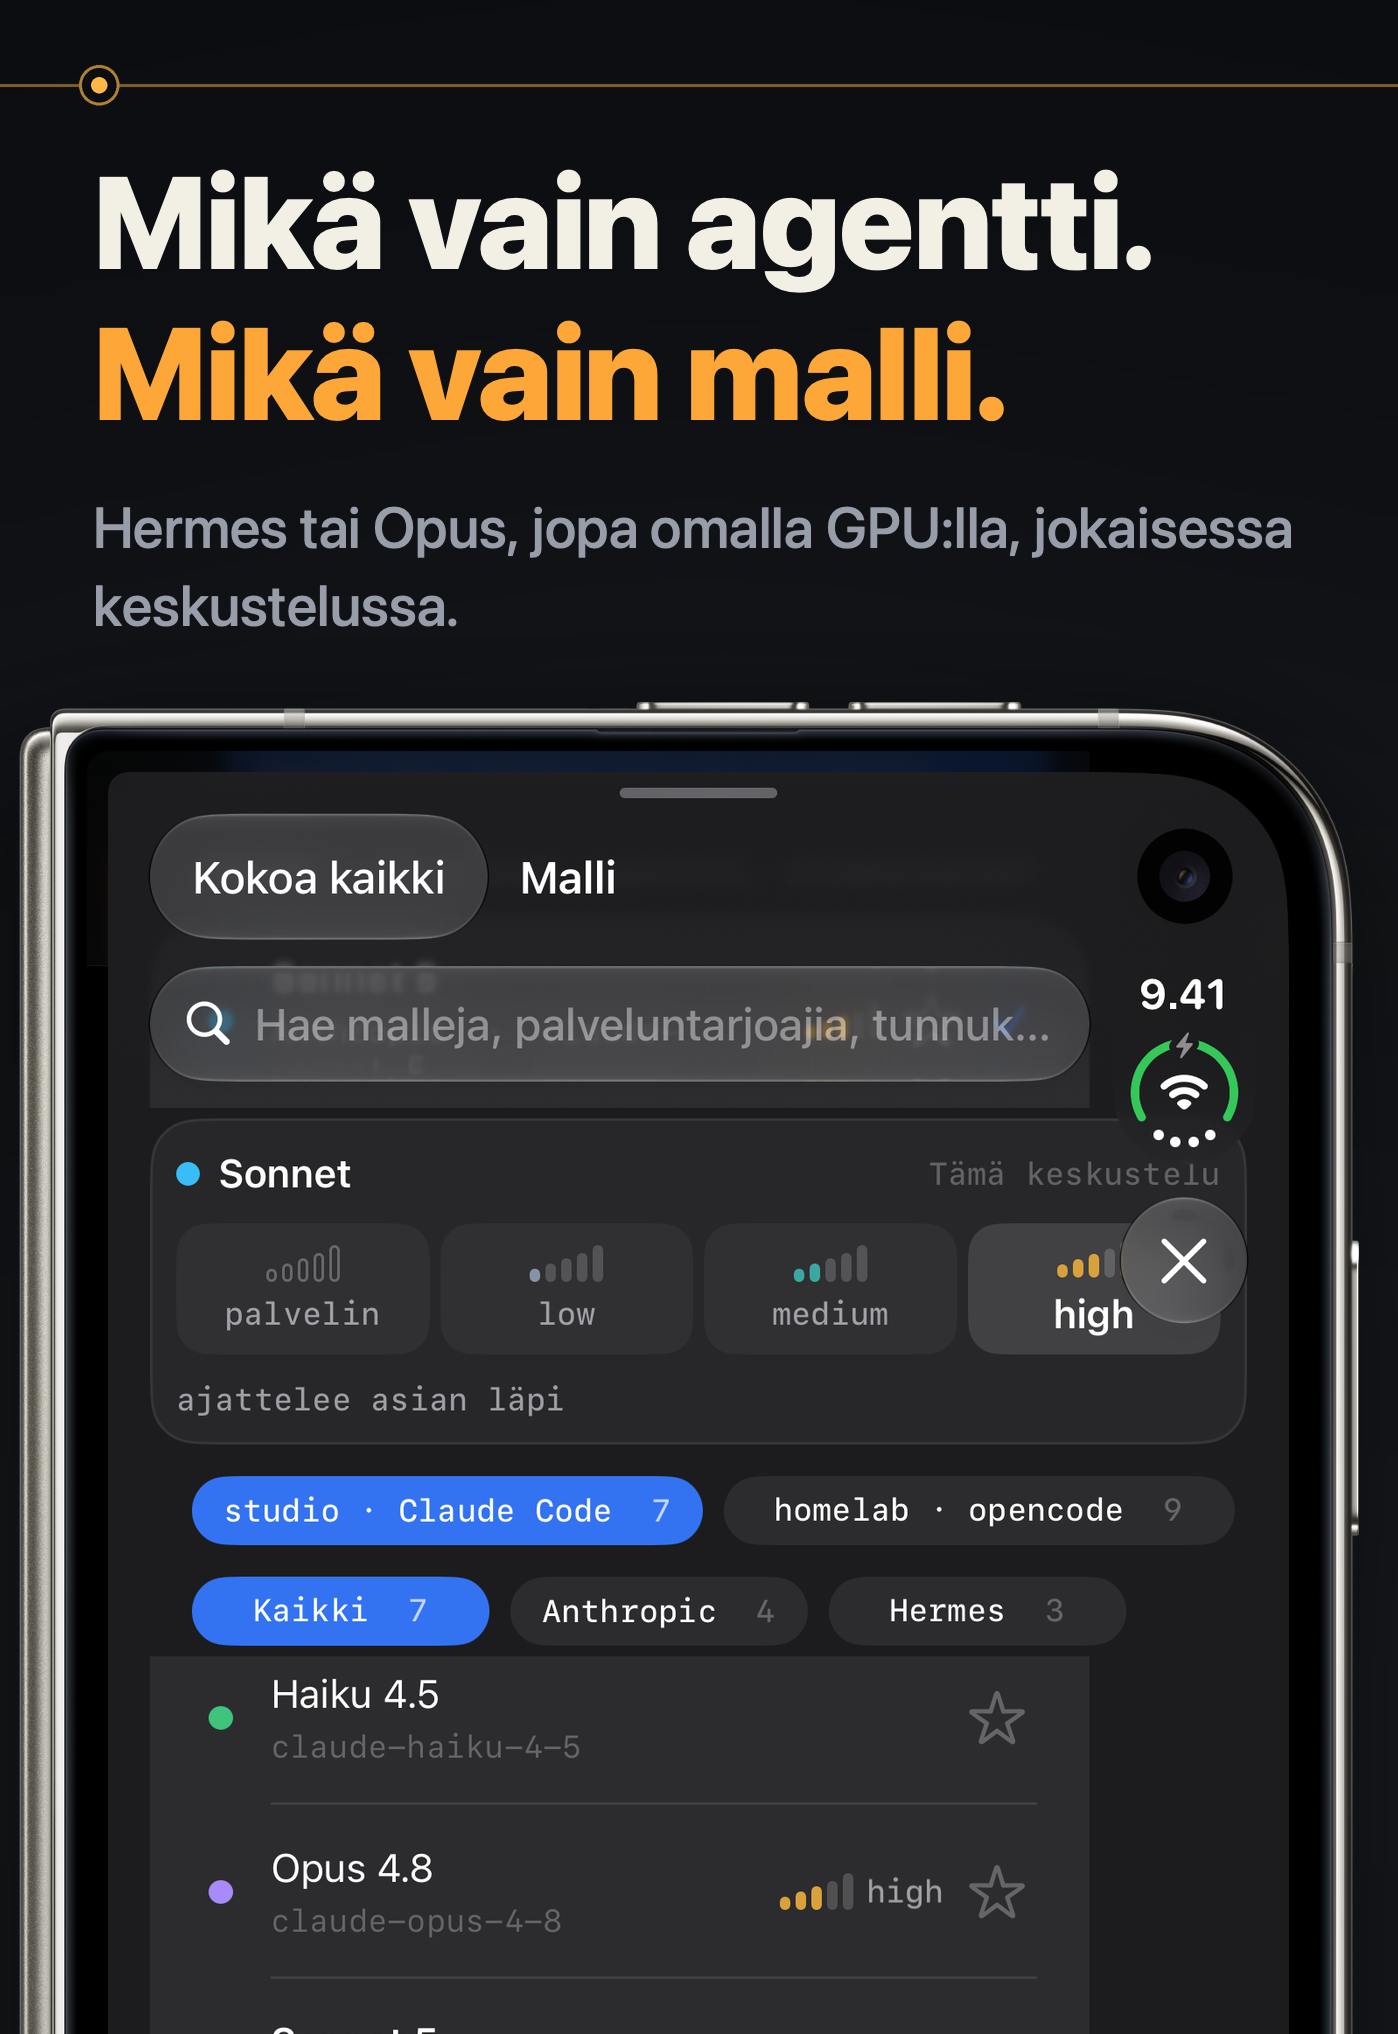 Mikä vain agentti.
Mikä vain malli.
Hermes tai Opus, jopa omalla GPU:lla, jokaisessa
keskustelussa.
Kokoa kaikki Malli
Hae malleja, palveluntarjoajia, tunnuk...
9.41
Sonnet Tämä keskustelu
palvelin low medium high
ajattelee asian läpi
studio · Claude Code 7 homelab · opencode 9
Kaikki 7 Anthropic 4 Hermes 3
Haiku 4.5
claude-haiku-4-5
Opus 4.8
high
claude-opus-4-8